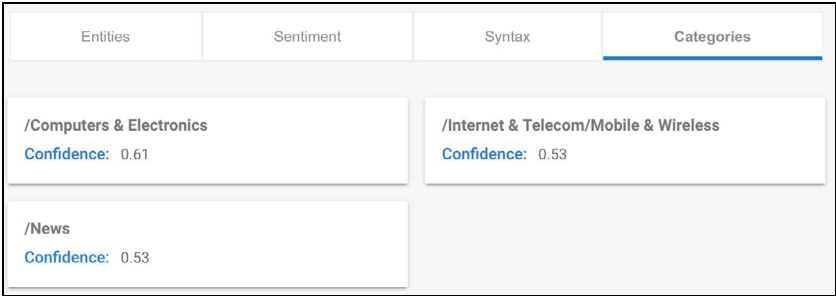 Entities Sentiment Syntax Categories
/Computers & Electronics
Confidence: 0.61
/Internet & Telecom/Mobile & Wireless
Confidence: 0.53
/News
Confidence: 0.53